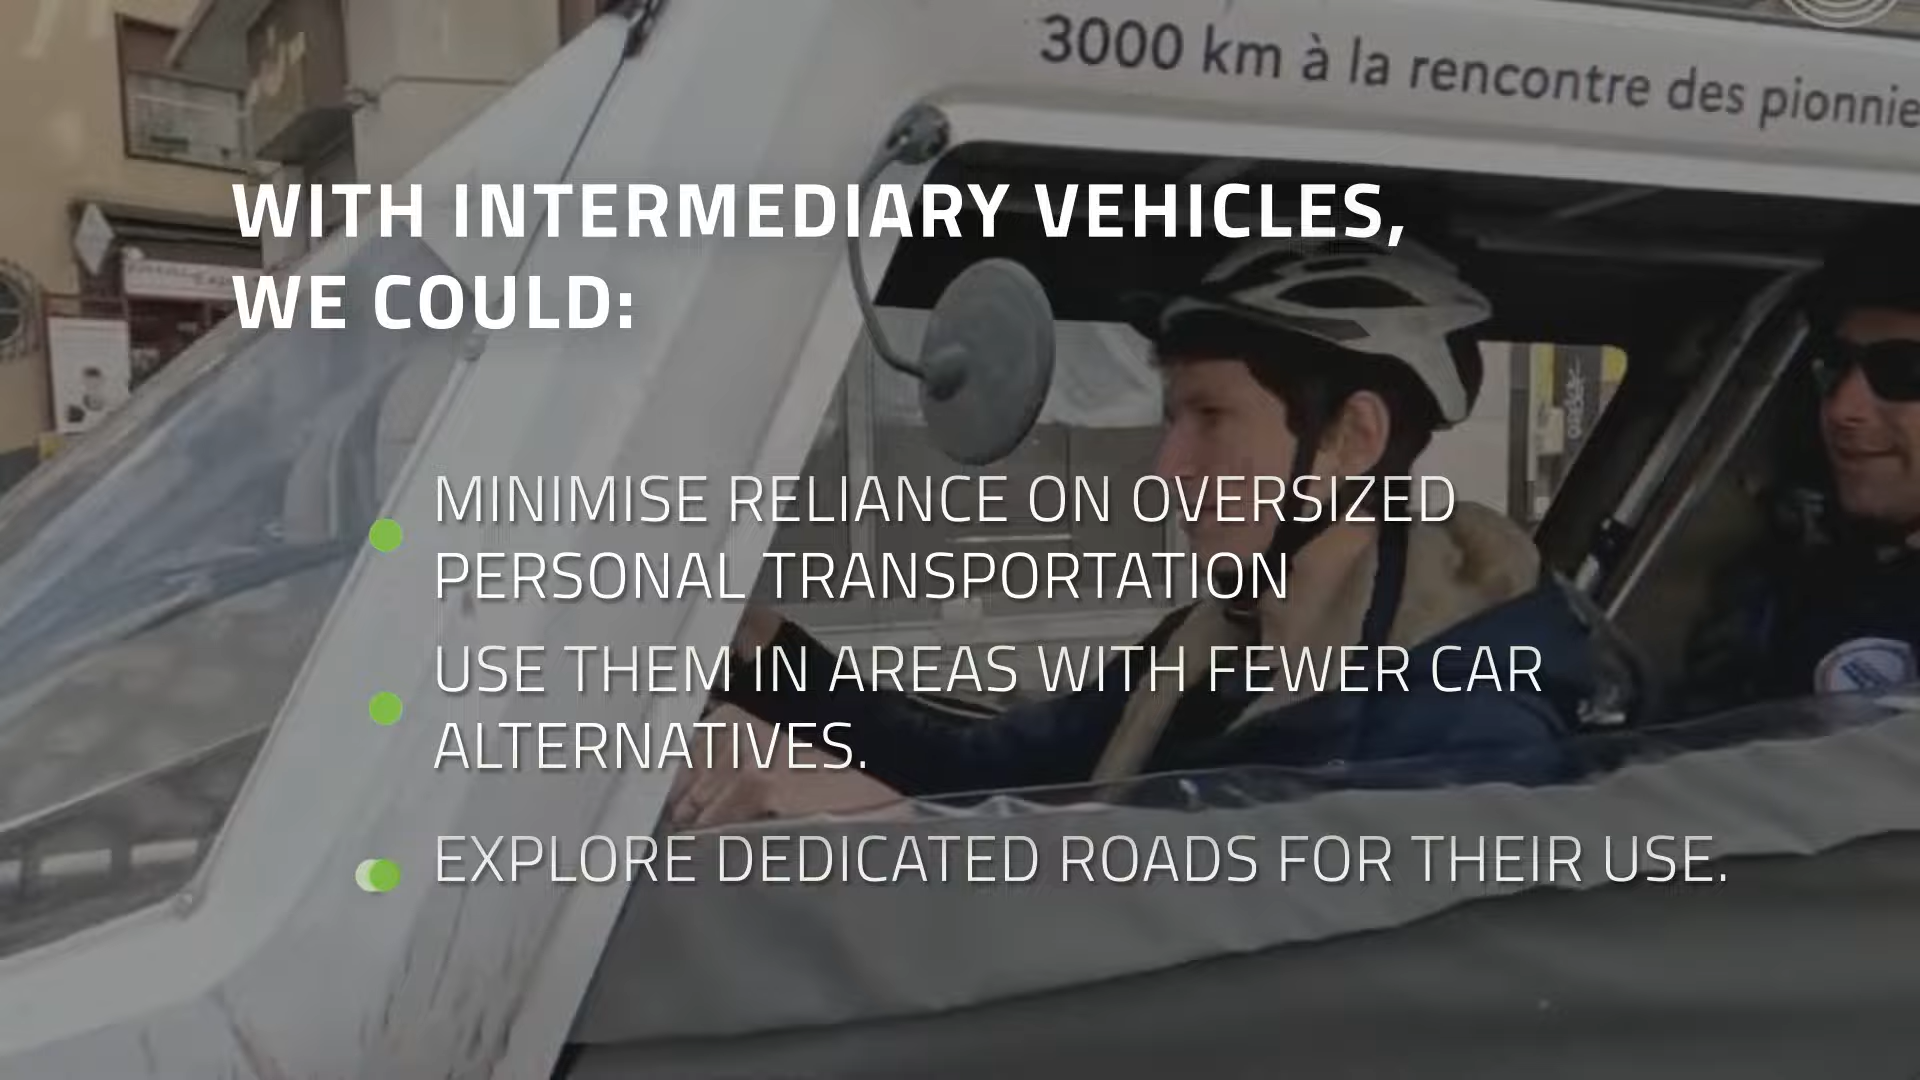 3000 km à la rencontre des pionnie
WITH INTERMEDIARY VEHICLES,
WE COULD:
MINIMISE RELIANCE ON OVERSIZED
PERSONAL TRANSPORTATION
USE THEM IN AREAS WITH FEWER CAR
ALTERNATIVES.
EXPLORE DEDICATED ROADS FOR THEIR USE.